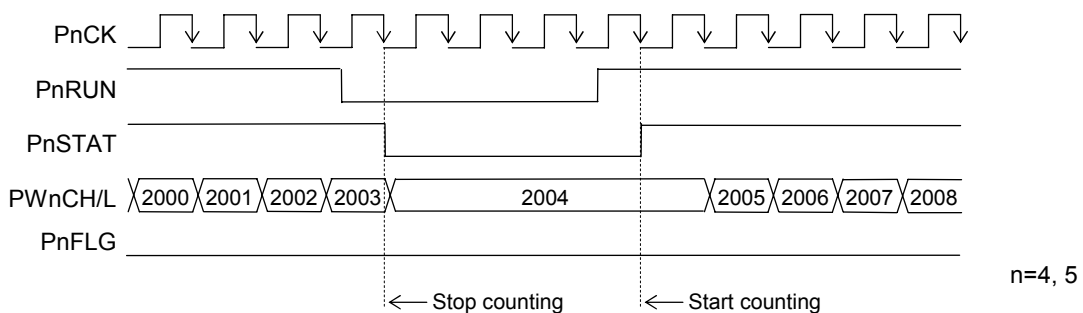 PnCK
PnRUN
PnSTAT
PWnCH/L 2000 2001 2002 2003 2004 2005 2006 2007 2008
PnFLG
n=4, 5
Stop counting Start counting